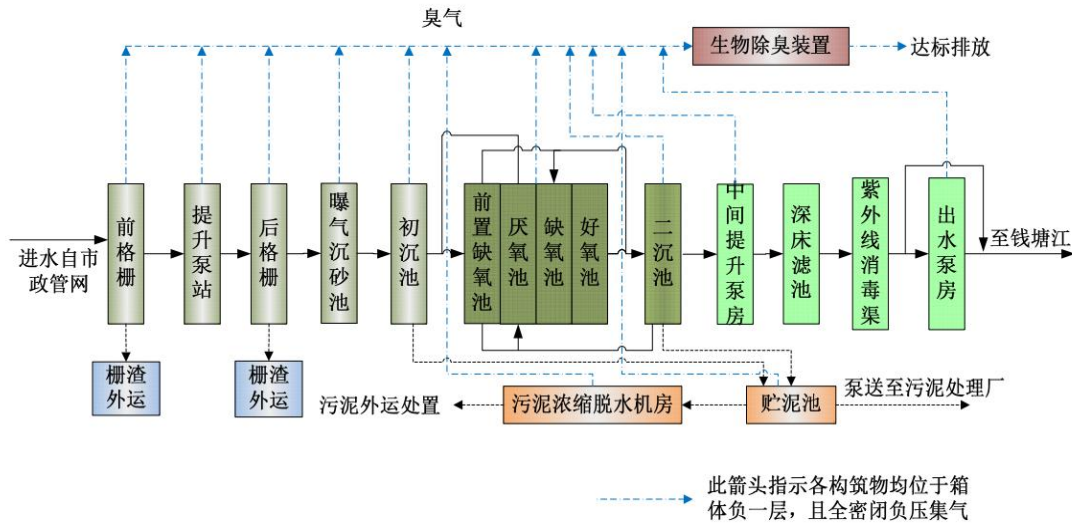 臭气
生物除臭装置
达标排放
进水自市
政管网
前格栅
提升泵站
后格栅
曝气沉砂池
初沉池
前置缺氧池
厌氧池
缺氧池
好氧池
二沉池
中间提升泵房
深床滤池
紫外线消毒渠
出水泵房
至钱塘江
栅渣
外运
栅渣
外运
污泥外运处置
污泥浓缩脱水机房
贮泥池
泵送至污泥处理厂
此箭头指示各构筑物均位于箱
体负一层，且全密闭负压集气